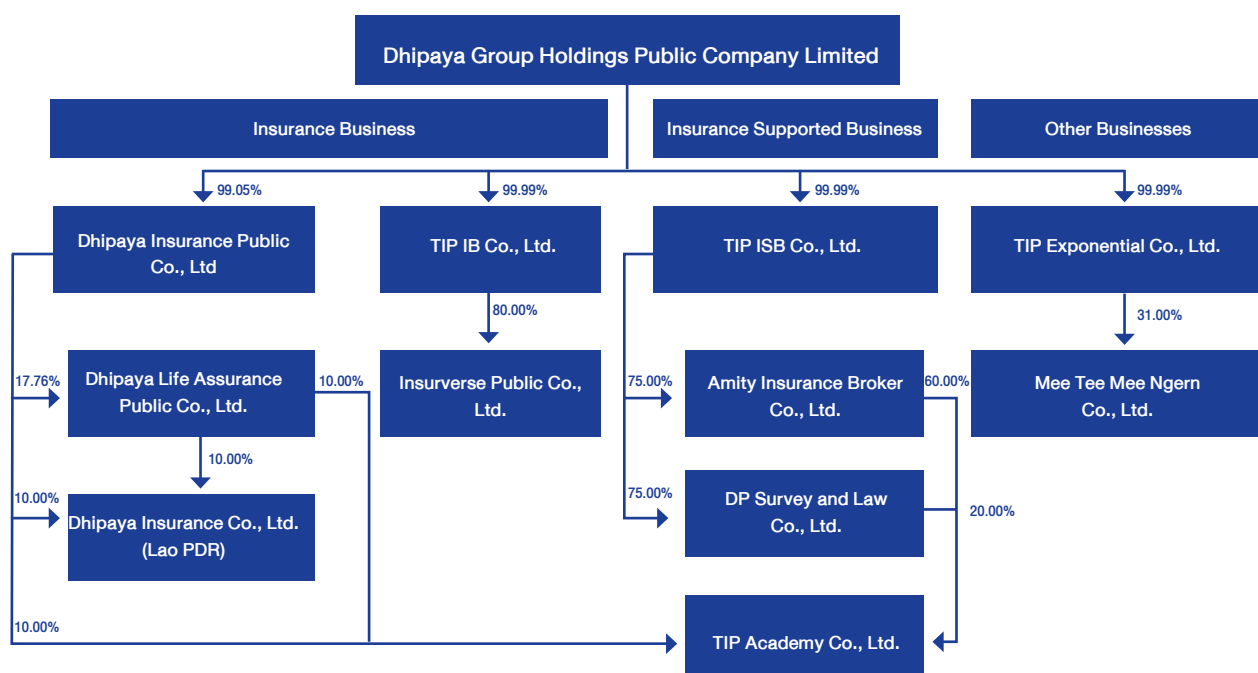 Dhipaya Group Holdings Public Company Limited
Insurance Business
Insurance Supported Business
Other Businesses
99.05%
99.99%
99.99%
99.99%
Dhipaya Insurance Public
Co., Ltd
TIP IB Co., Ltd.
TIP ISB Co., Ltd.
TIP Exponential Co., Ltd.
80.00%
31.00%
17.76%
Dhipaya Life Assurance
Public Co., Ltd.
10.00%
Insurverse Public Co.,
Ltd.
75.00%
Amity Insurance Broker
Co., Ltd.
60.00%
Mee Tee Mee Ngern
Co., Ltd.
10.00%
10.00%
Dhipaya Insurance Co., Ltd.
(Lao PDR)
75.00%
DP Survey and Law
Co., Ltd.
20.00%
10.00%
TIP Academy Co., Ltd.